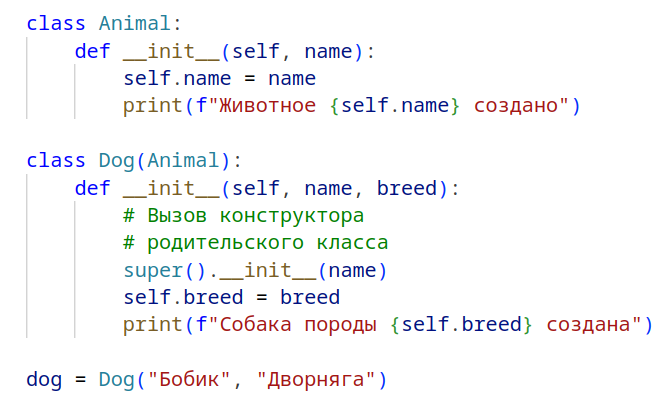 class Animal:
    def __init__(self, name):
        self.name = name
        print(f"Животное {self.name} создано")

class Dog(Animal):
    def __init__(self, name, breed):
        # Вызов конструктора
        # родительского класса
        super().__init__(name)
        self.breed = breed
        print(f"Собака породы {self.breed} создана")

dog = Dog("Бобик", "Дворняга")